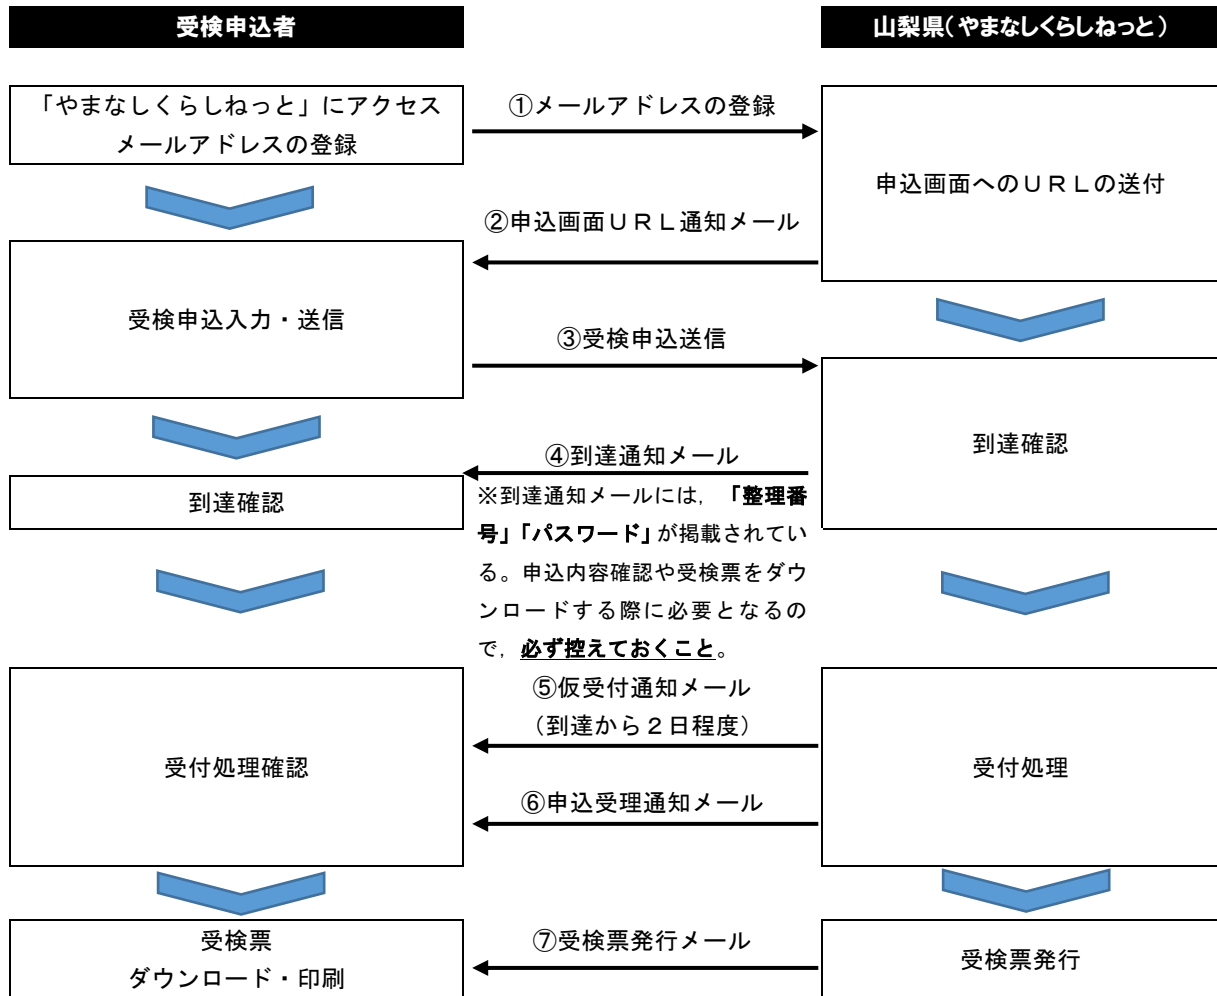 受検申込者
山梨県(やまなしくらしねっと)
「やまなしくらしねっと」にアクセス
メールアドレスの登録
①メールアドレスの登録
申込画面へのURLの送付
②申込画面URL通知メール
受検申込入力・送信
③受検申込送信
到達確認
④到達通知メール
到達確認
※到達通知メールには,「整理番
号」「パスワード」が掲載されてい
る。申込内容確認や受検票をダウ
ンロードする際に必要となるの
で,必ず控えておくこと。
⑤仮受付通知メール
(到達から2日程度)
受付処理確認
受付処理
⑥申込受理通知メール
受検票
ダウンロード・印刷
⑦受検票発行メール
受検票発行